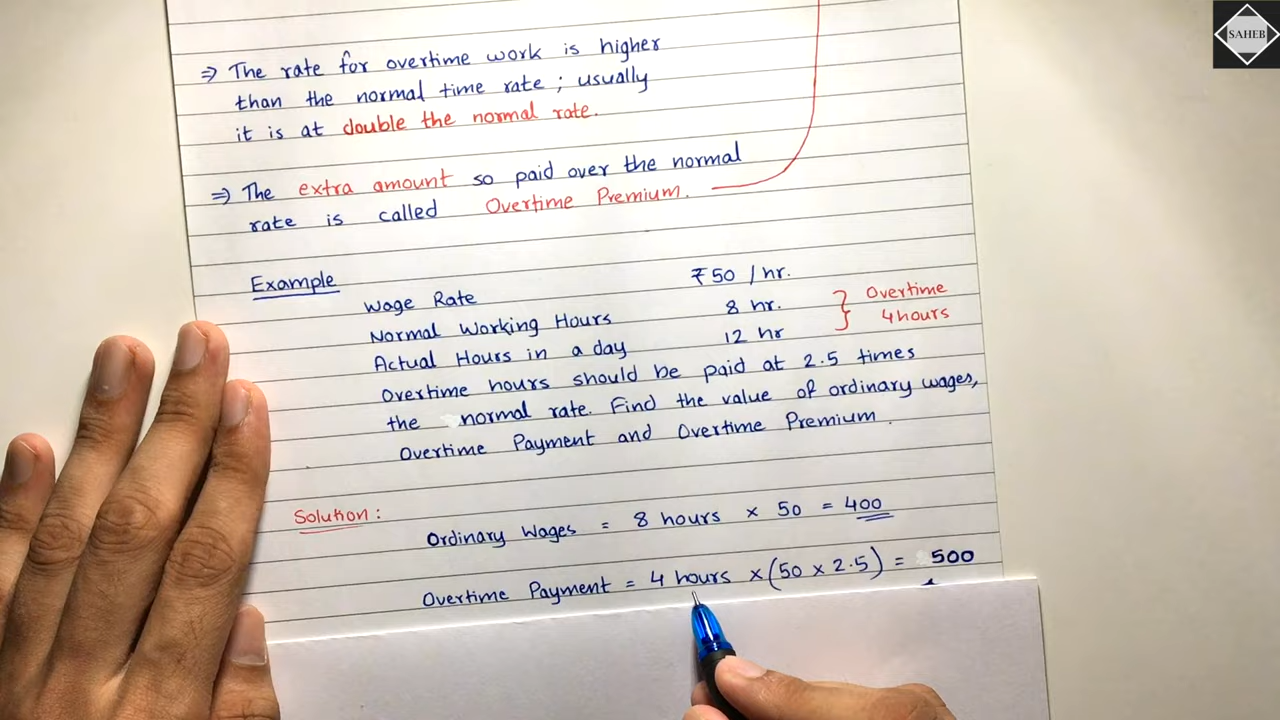 SAHEB
⇒ The rate for overtime work is higher
than the normal time rate ; usually
it is at double the normal rate.
⇒ The extra amount so paid over the normal
rate is called Overtime Premium.
Example
Wage Rate ₹50 / hr.
Normal Working Hours 8 hr. } Overtime
Actual Hours in a day 12 hr 4 hours
Overtime hours should be paid at 2.5 times
the normal rate. Find the value of ordinary wages,
Overtime Payment and Overtime Premium.
Solution :
Ordinary Wages = 8 hours × 50 = 400
Overtime Payment = 4 hours × (50 × 2.5) = 500